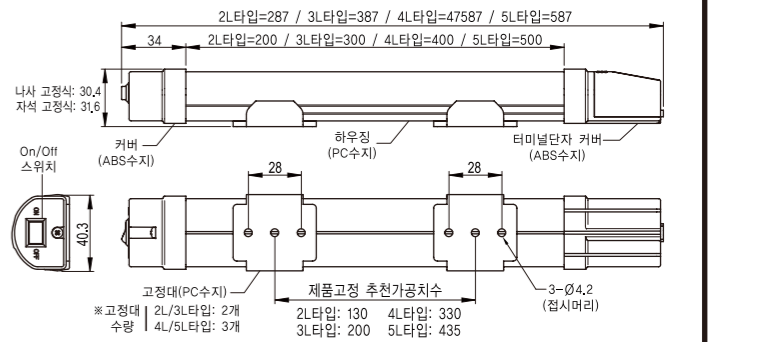 2L타입=287 / 3L타입=387 / 4L타입=47587 / 5L타입=587
34
2L타입=200 / 3L타입=300 / 4L타입=400 / 5L타입=500
나사 고정식: 30.4
자석 고정식: 31.6
커버
(ABS수지)
하우징
(PC수지)
터미널단자 커버
(ABS수지)
On/Off
스위치
28
28
ON
OFF
40.3
고정대(PC수지)
제품고정 추천가공치수
3-Ø4.2
(접시머리)
※고정대 수량
2L/3L타입: 2개
4L/5L타입: 3개
2L타입: 130 4L타입: 330
3L타입: 200 5L타입: 435